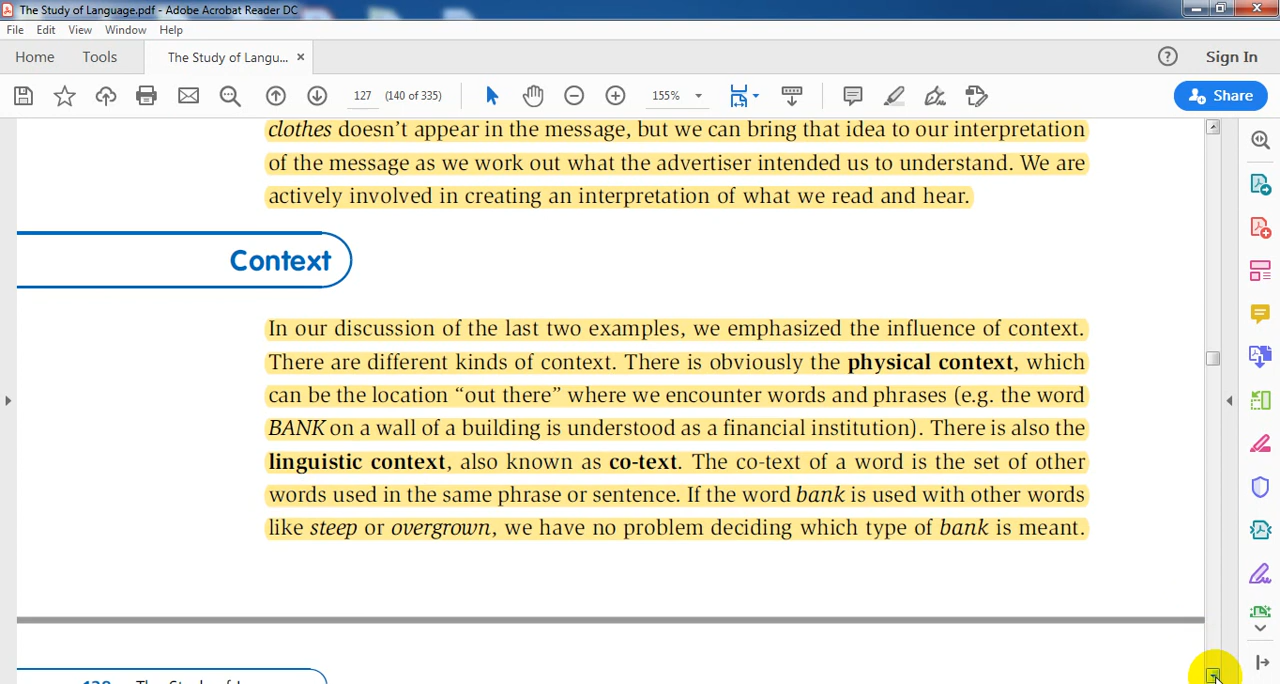 The Study of Language.pdf - Adobe Acrobat Reader DC
File Edit View Window Help
Home Tools The Study of Langu... × Sign In
127 (140 of 335) 155% Share
clothes doesn't appear in the message, but we can bring that idea to our interpretation
of the message as we work out what the advertiser intended us to understand. We are
actively involved in creating an interpretation of what we read and hear.
Context
In our discussion of the last two examples, we emphasized the influence of context.
There are different kinds of context. There is obviously the physical context, which
can be the location “out there” where we encounter words and phrases (e.g. the word
BANK on a wall of a building is understood as a financial institution). There is also the
linguistic context, also known as co-text. The co-text of a word is the set of other
words used in the same phrase or sentence. If the word bank is used with other words
like steep or overgrown, we have no problem deciding which type of bank is meant.
The Study of